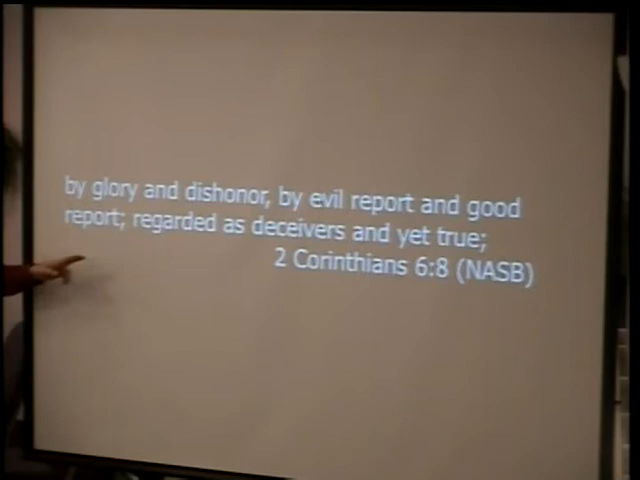 by glory and dishonor, by evil report and good
report; regarded as deceivers and yet true;
2 Corinthians 6:8 (NASB)